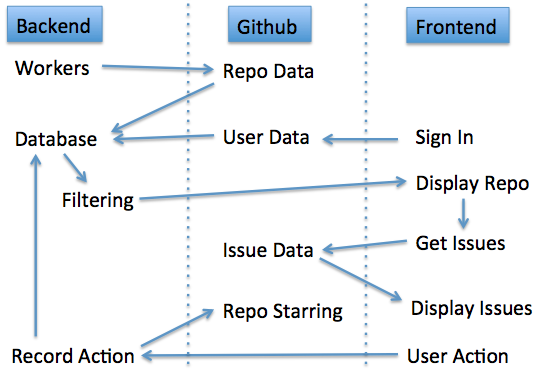 Backend
Github
Frontend
Workers
Repo Data
Database
User Data
Sign In
Filtering
Display Repo
Issue Data
Get Issues
Repo Starring
Display Issues
Record Action
User Action